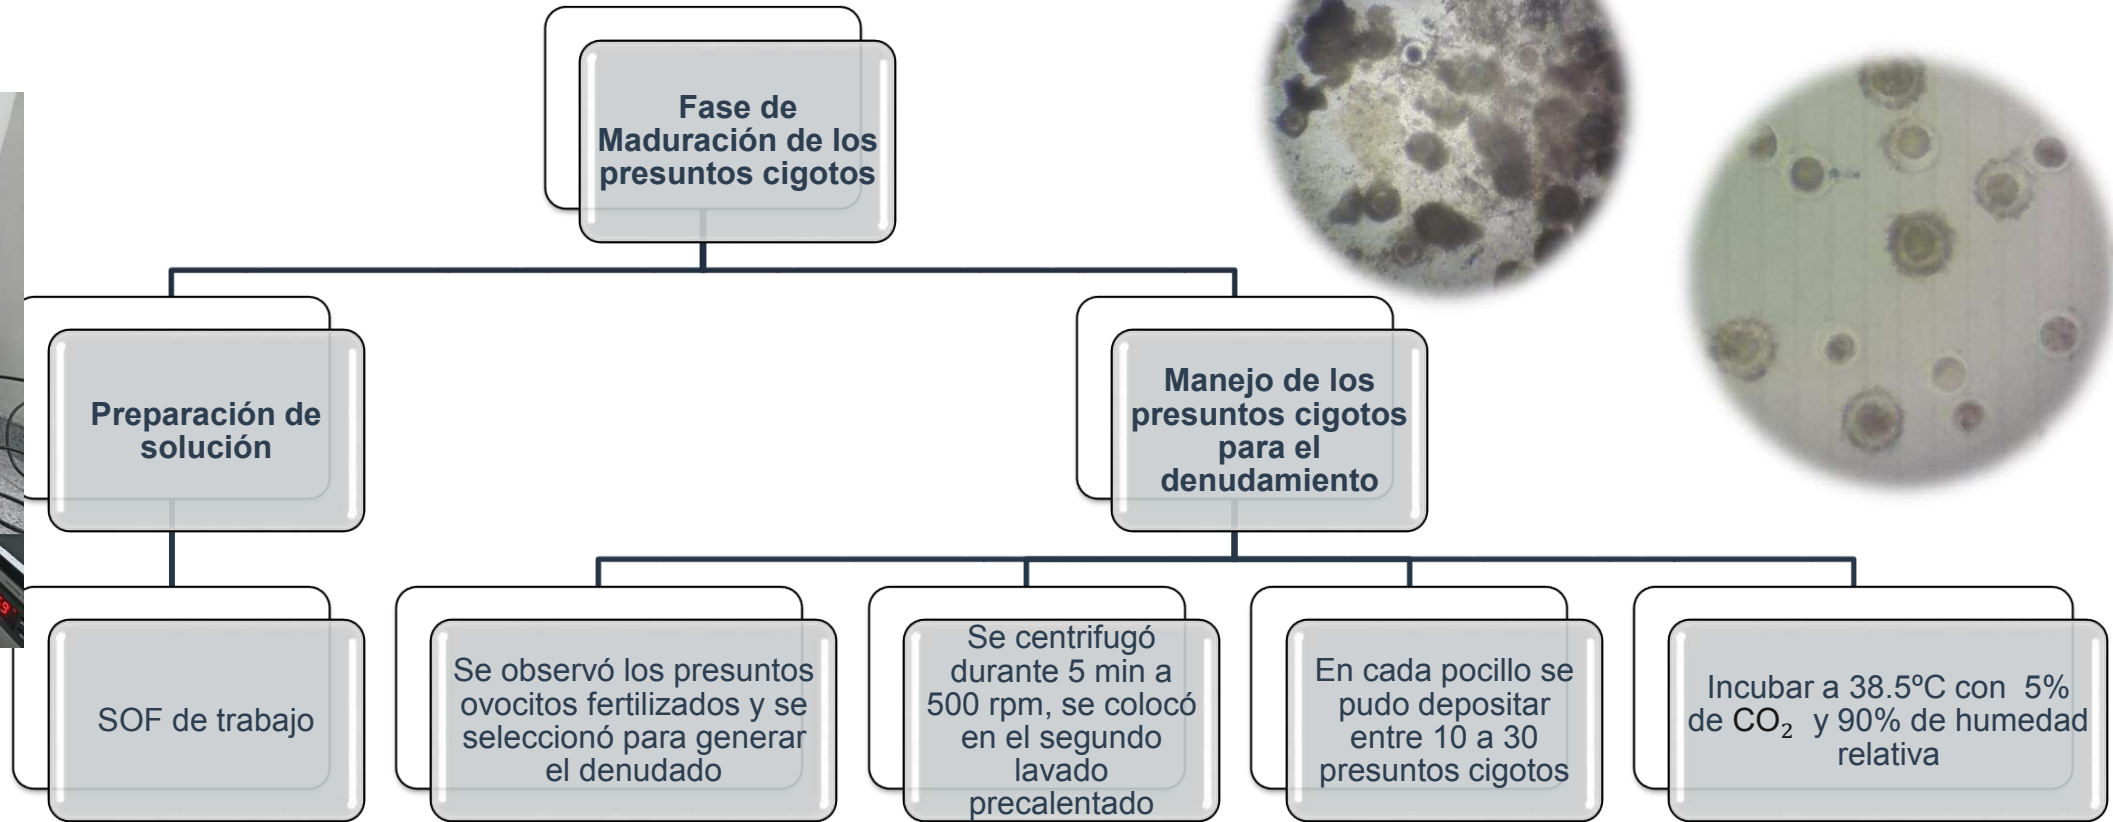 Fase de
Maduración de los
presuntos cigotos
Preparación de
solución
Manejo de los
presuntos cigotos
para el
denudamiento
SOF de trabajo
Se observó los presuntos
ovocitos fertilizados y se
seleccionó para generar
el denudado
Se centrifugó
durante 5 min a
500 rpm, se colocó
en el segundo
lavado
precalentado
En cada pocillo se
pudo depositar
entre 10 a 30
presuntos cigotos
Incubar a 38.5ºC con 5%
de CO₂ y 90% de humedad
relativa